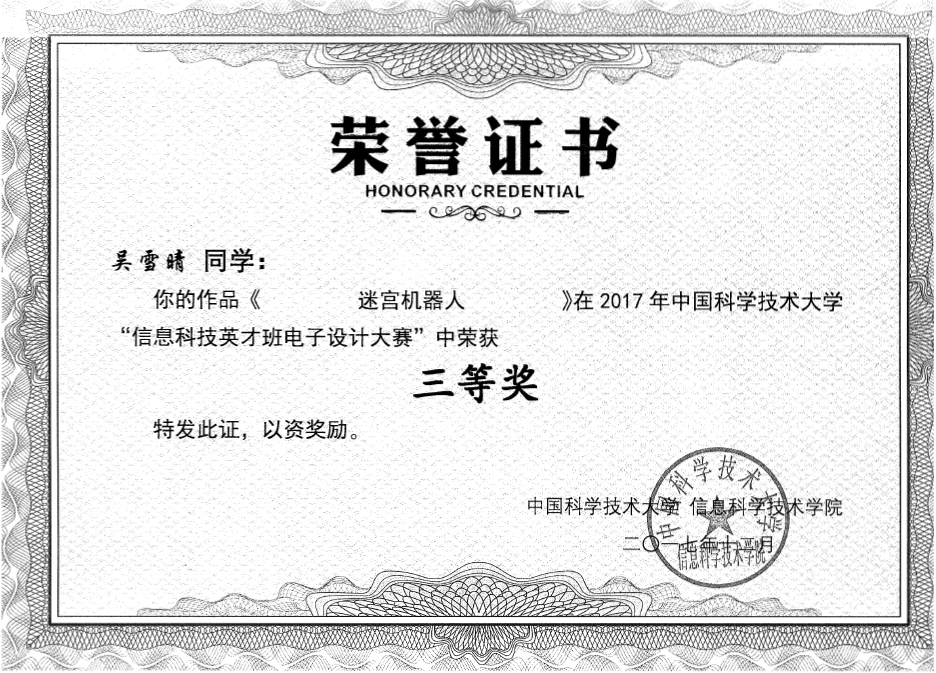 荣誉证书
HONORARY CREDENTIAL
吴雪晴 同学：
你的作品《 迷宫机器人 》在 2017 年中国科学技术大学
“信息科技英才班电子设计大赛”中荣获
三等奖
特发此证，以资奖励。
中国科学技术大学 信息科学技术学院
二〇一七年十二月
中国科学技术大学
信息科学技术学院